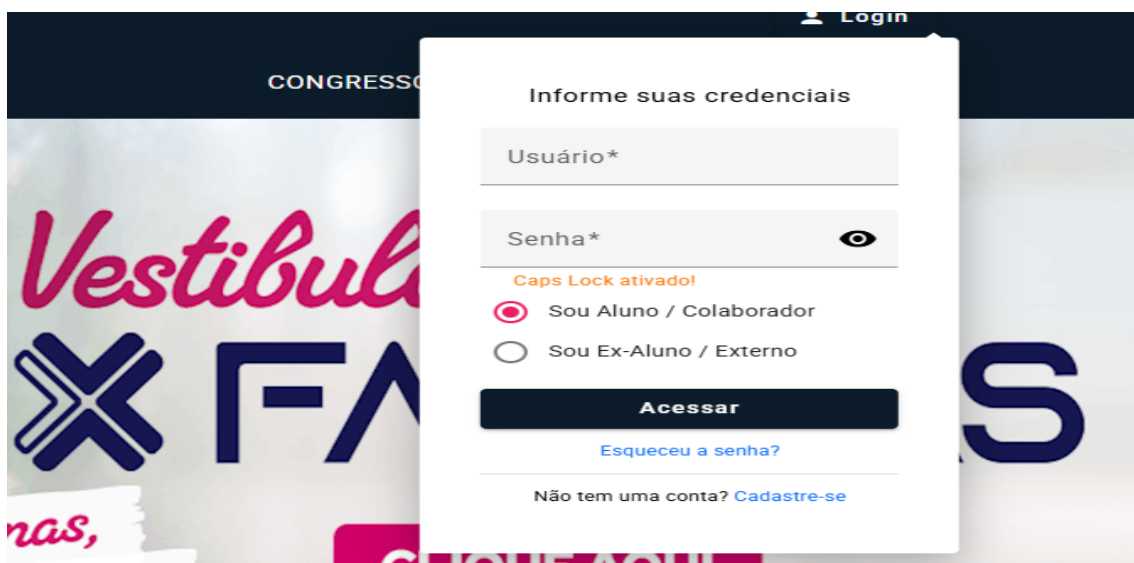 Login
Informe suas credenciais
Usuário*
Senha*
Caps Lock ativado!
Sou Aluno / Colaborador
Sou Ex-Aluno / Externo
Acessar
Esqueceu a senha?
Não tem uma conta? Cadastre-se